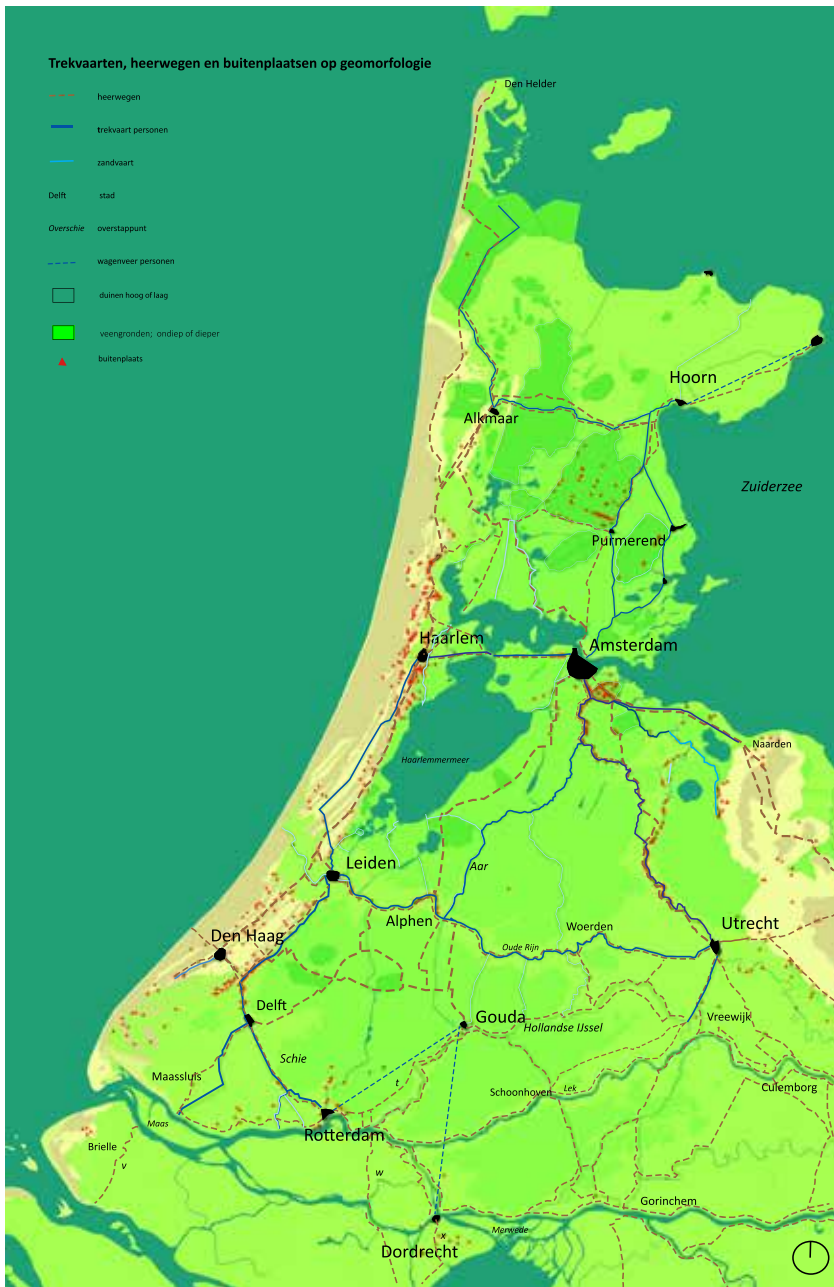 Trekvaarten, heerwegen en buitenplaatsen op geomorfologie
heerwegen
trekvaart personen
zandvaart
Delft stad
Overschie overstappunt
wagenveer personen
duinen hoog of laag
veengronden; ondiep of dieper
buitenplaats
Den Helder
Hoorn
Alkmaar
Zuiderzee
Purmerend
Haarlem
Amsterdam
Naarden
Haarlemmermeer
Leiden
Aar
Alphen
Utrecht
Woerden
Den Haag
Oude Rijn
Delft
Gouda
Vreewijk
Hollandse IJssel
Schie
Maassluis
t
Schoonhoven
Lek
Culemborg
Maas
Rotterdam
Brielle
v
w
Gorinchem
x
Merwede
Dordrecht